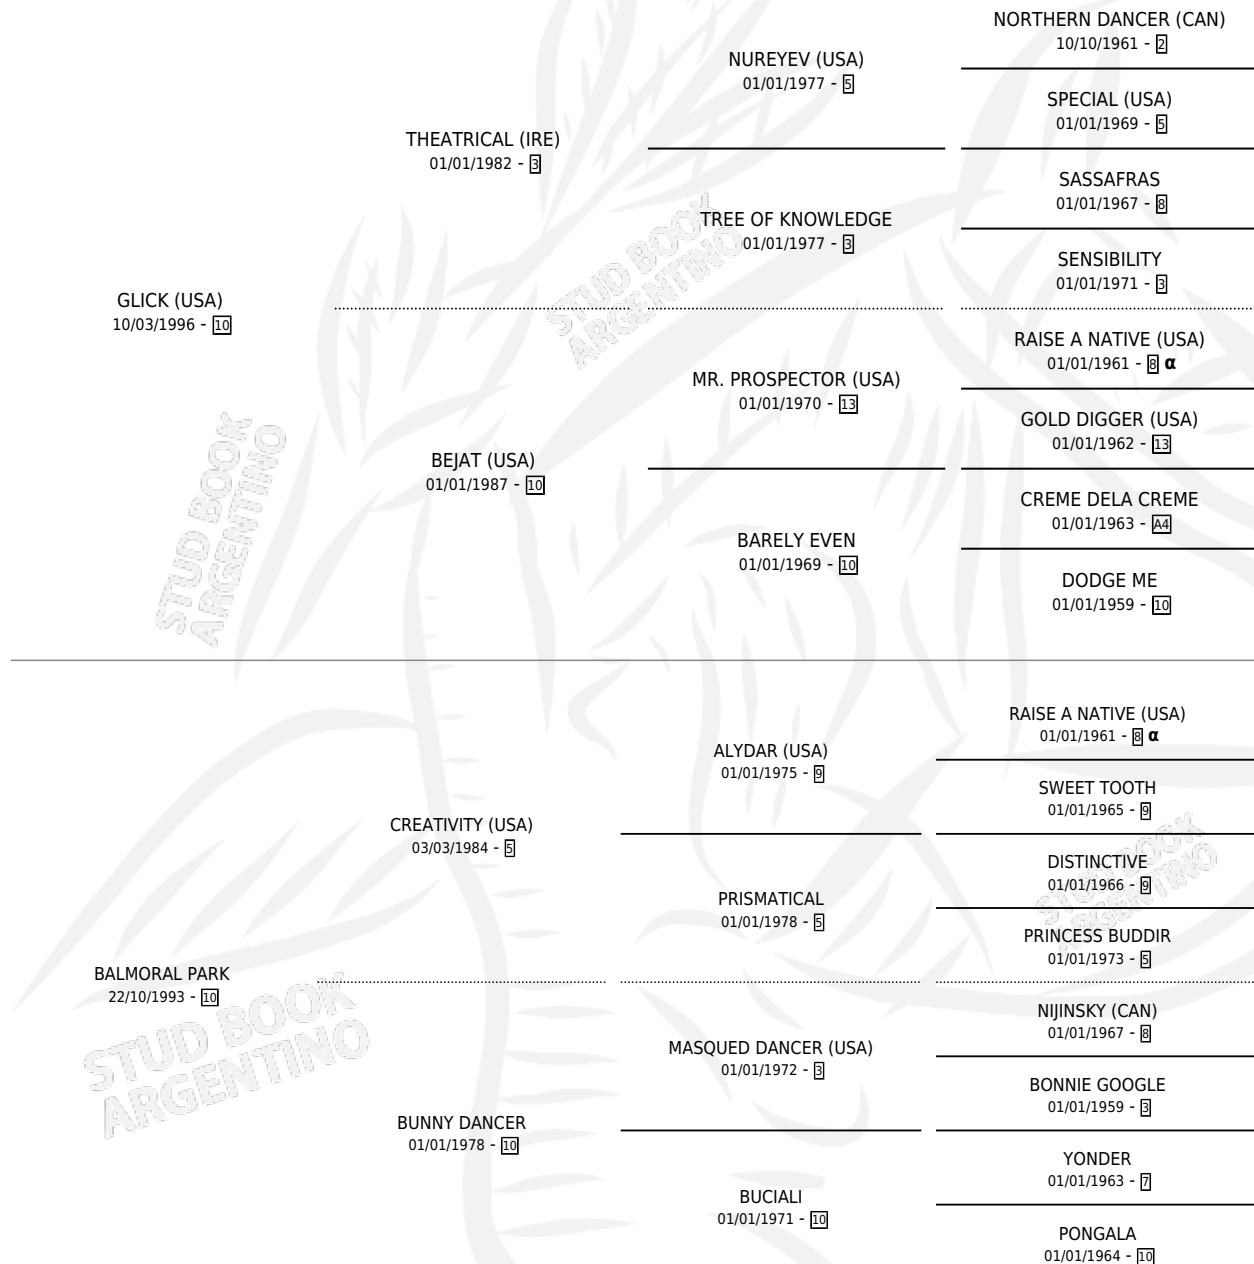 NORTHERN DANCER (CAN)
10/10/1961 - 2
NUREYEV (USA)
01/01/1977 - 5
SPECIAL (USA)
01/01/1969 - 5
THEATRICAL (IRE)
01/01/1982 - 3
SASSAFRAS
01/01/1967 - 8
TREE OF KNOWLEDGE
01/01/1977 - 3
SENSIBILITY
01/01/1971 - 3
STUD BOOK
ARGENTINO
GLICK (USA)
10/03/1996 - 10
RAISE A NATIVE (USA)
01/01/1961 - 8 α
MR. PROSPECTOR (USA)
01/01/1970 - 13
GOLD DIGGER (USA)
01/01/1962 - 13
BEJAT (USA)
01/01/1987 - 10
CREME DELA CREME
01/01/1963 - A4
BARELY EVEN
01/01/1969 - 10
DODGE ME
01/01/1959 - 10
STUD BOOK
ARGENTINO
RAISE A NATIVE (USA)
01/01/1961 - 8 α
ALYDAR (USA)
01/01/1975 - 9
SWEET TOOTH
01/01/1965 - 9
CREATIVITY (USA)
03/03/1984 - 5
DISTINCTIVE
01/01/1966 - 9
PRISMATICAL
01/01/1978 - 5
PRINCESS BUDDIR
01/01/1973 - 5
STUD BOOK
ARGENTINO
BALMORAL PARK
22/10/1993 - 10
NIJINSKY (CAN)
01/01/1967 - 8
MASQUED DANCER (USA)
01/01/1972 - 3
BONNIE GOOGLE
01/01/1959 - 3
BUNNY DANCER
01/01/1978 - 10
YONDER
01/01/1963 - 7
BUCIALI
01/01/1971 - 10
PONGALA
01/01/1964 - 10
STUD BOOK
ARGENTINO